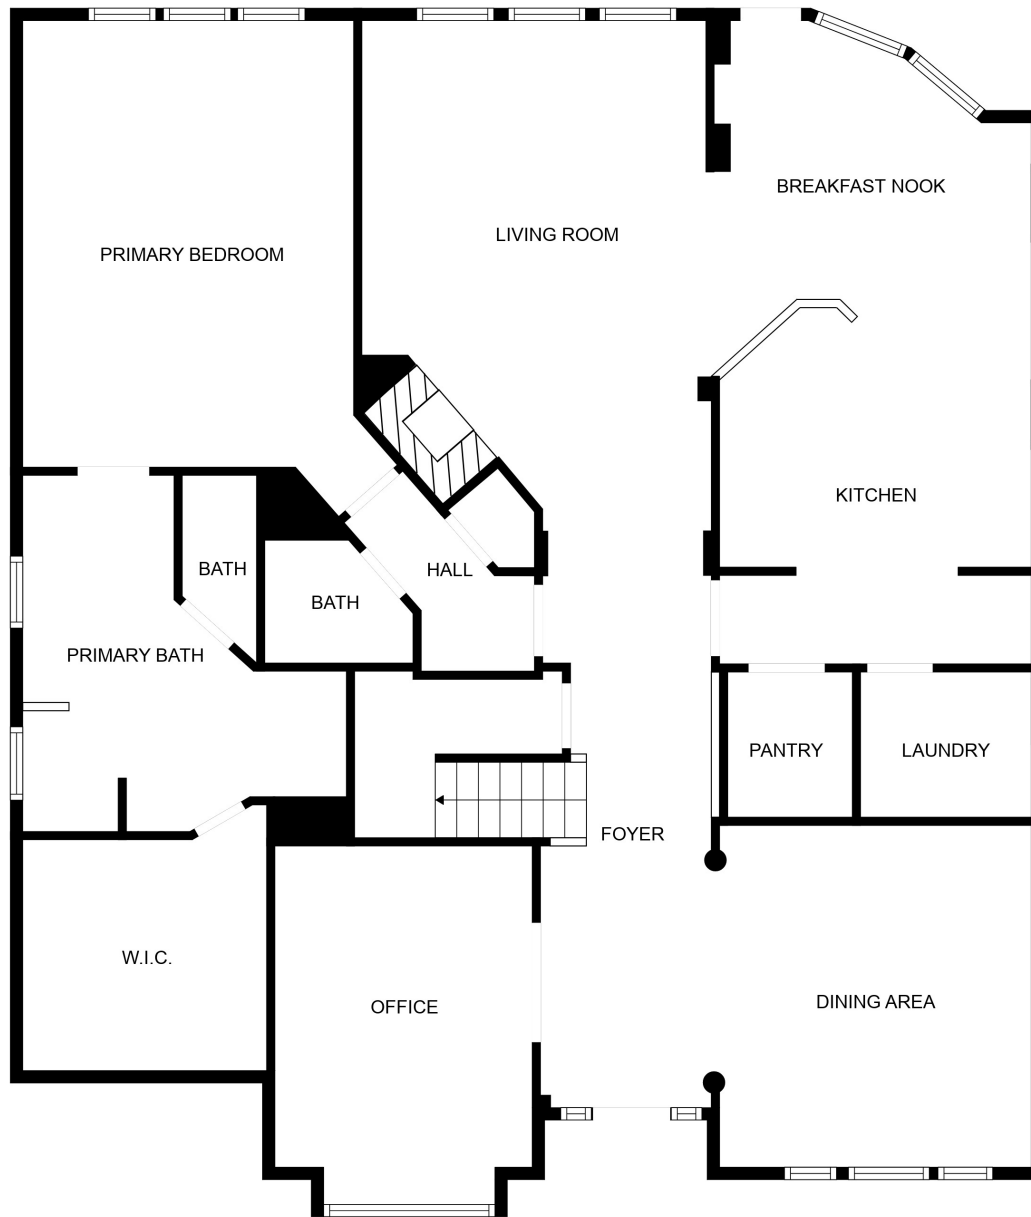 BREAKFAST NOOK
LIVING ROOM
PRIMARY BEDROOM
KITCHEN
BATH
HALL
BATH
PRIMARY BATH
PANTRY
LAUNDRY
FOYER
W.I.C.
DINING AREA
OFFICE